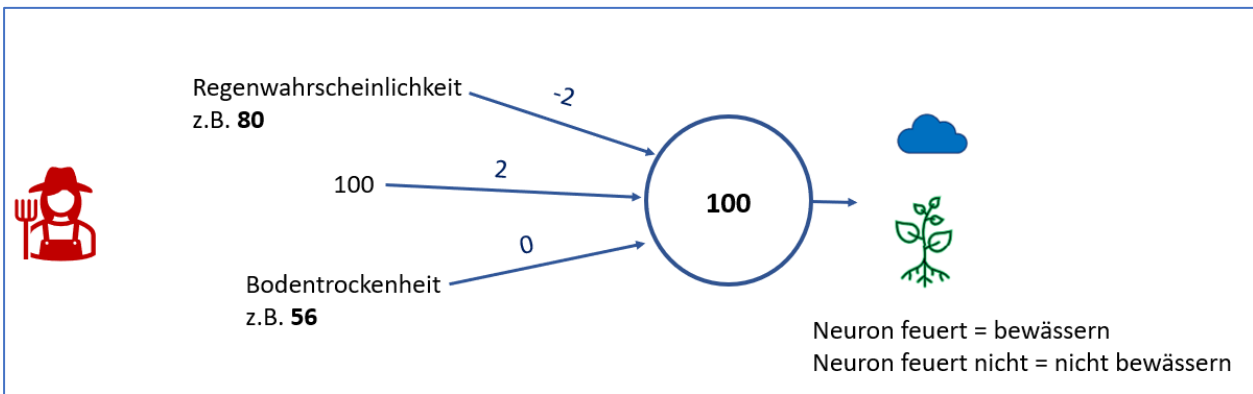 Regenwahrscheinlichkeit
z.B. 80
-2
100
2
0
Bodentrockenheit
z.B. 56
100
Neuron feuert = bewässern
Neuron feuert nicht = nicht bewässern